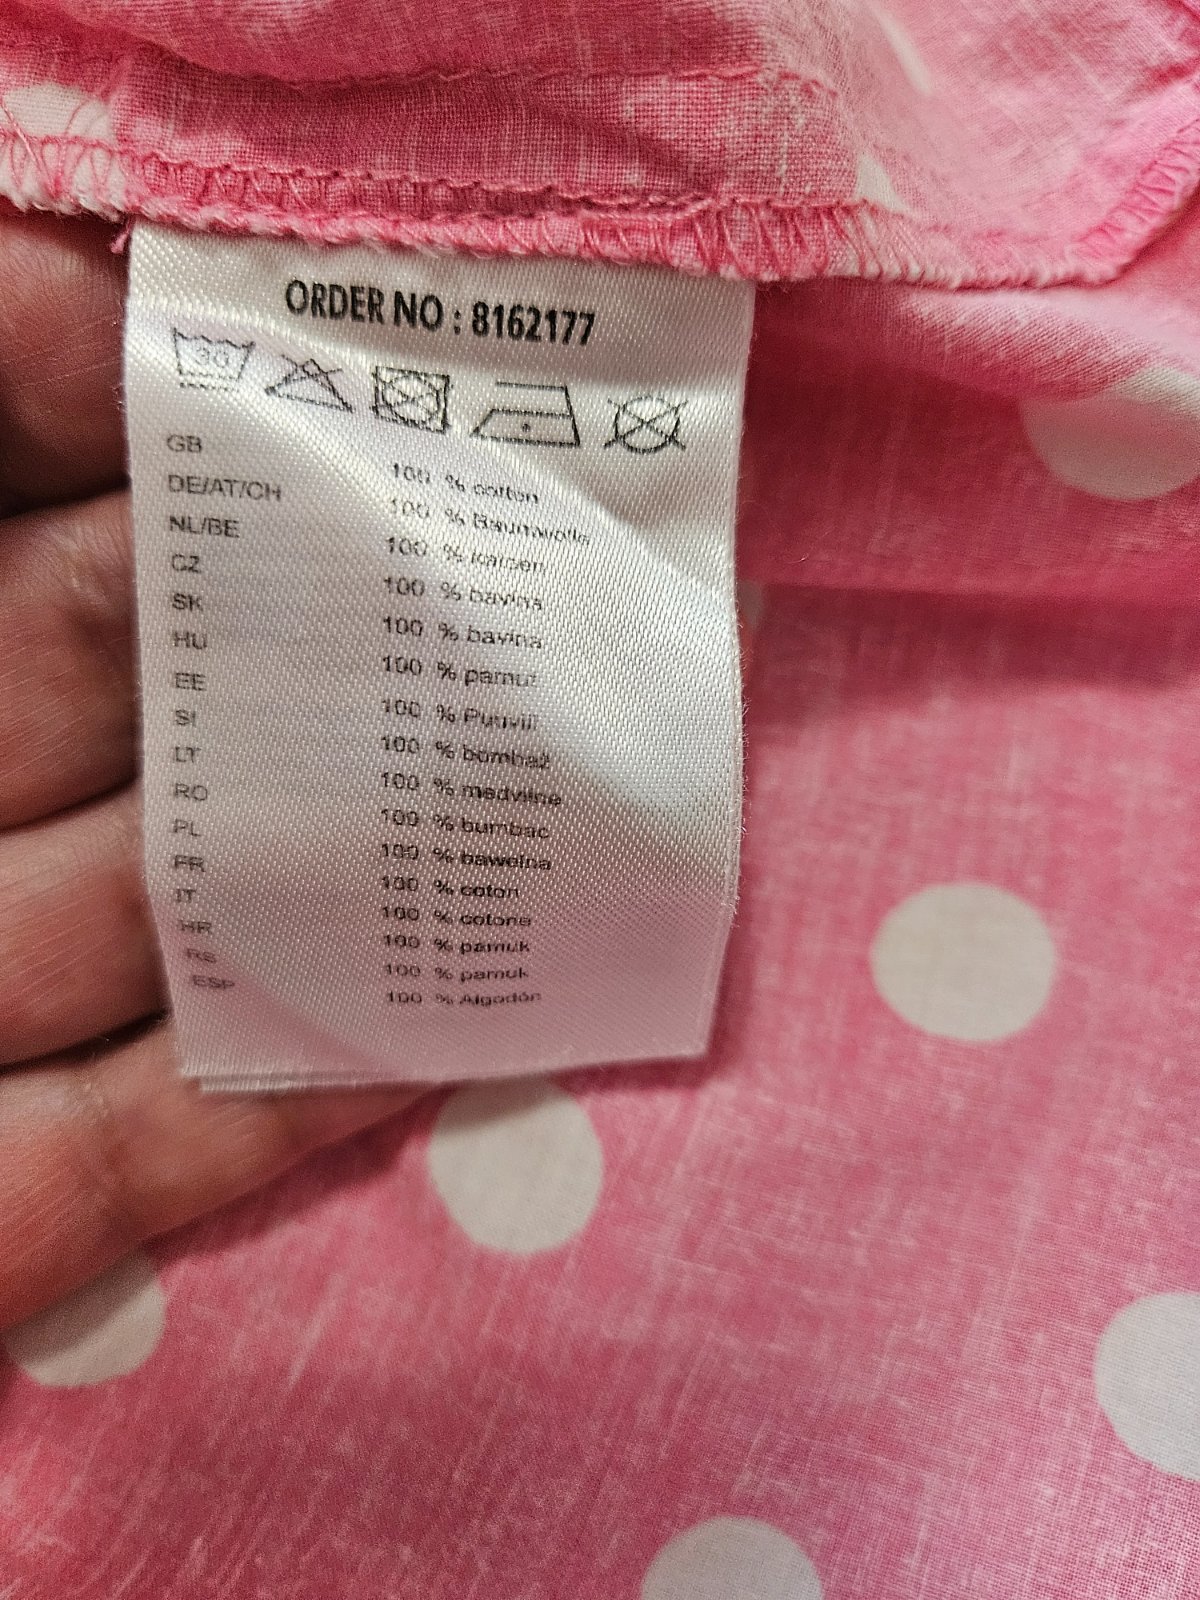 ORDER NO : 8162177
30
GB 100 % cotton
DE/AT/CH 100 % Baumwolle
NL/BE 100 % katoen
CZ 100 % bavlna
SK 100 % bavlna
HU 100 % pamut
EE 100 % Puuvill
SI 100 % bombaž
LT 100 % medvilnė
RO 100 % bumbac
PL 100 % bawełna
FR 100 % coton
IT 100 % cotone
HR 100 % pamuk
RS 100 % pamuk
ESP 100 % Algodón